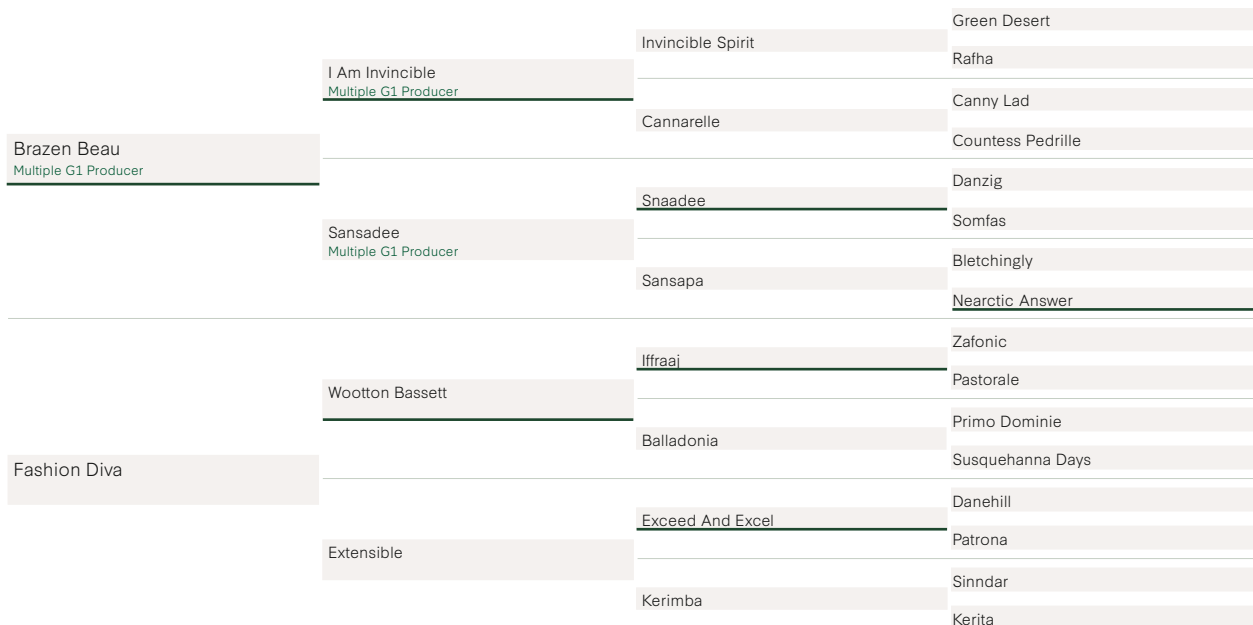 Brazen Beau
Multiple G1 Producer
Fashion Diva
I Am Invincible
Multiple G1 Producer
Sansadee
Multiple G1 Producer
Wootton Bassett
Extensible
Invincible Spirit
Cannarelle
Snaadee
Sansapa
Iffraaj
Balladonia
Exceed And Excel
Kerimba
Green Desert
Rafha
Canny Lad
Countess Pedrille
Danzig
Somfas
Bletchingly
Nearctic Answer
Zafonic
Pastorale
Primo Dominie
Susquehanna Days
Danehill
Patrona
Sinndar
Kerita